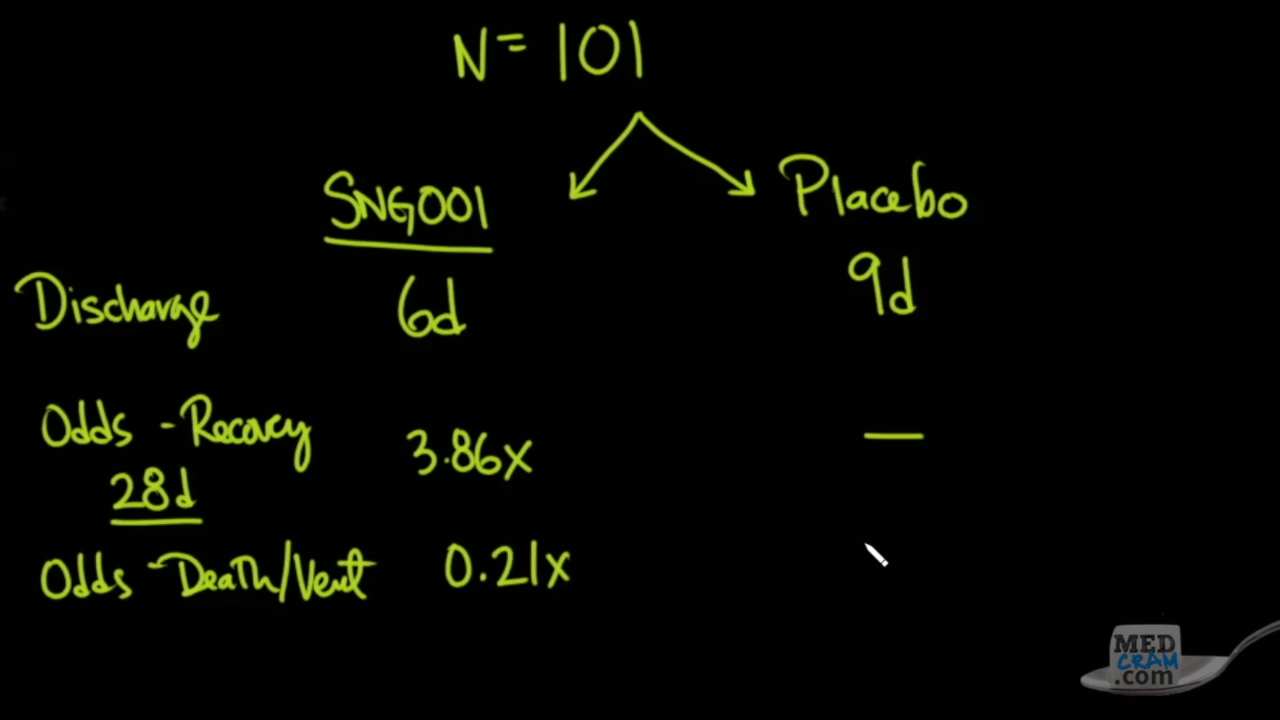 N = 101
SNG001 Placebo
Discharge 6d 9d
Odds - Recovery 3.86x —
28d
Odds - Death/Vent 0.21x
MED
CRAM
.com